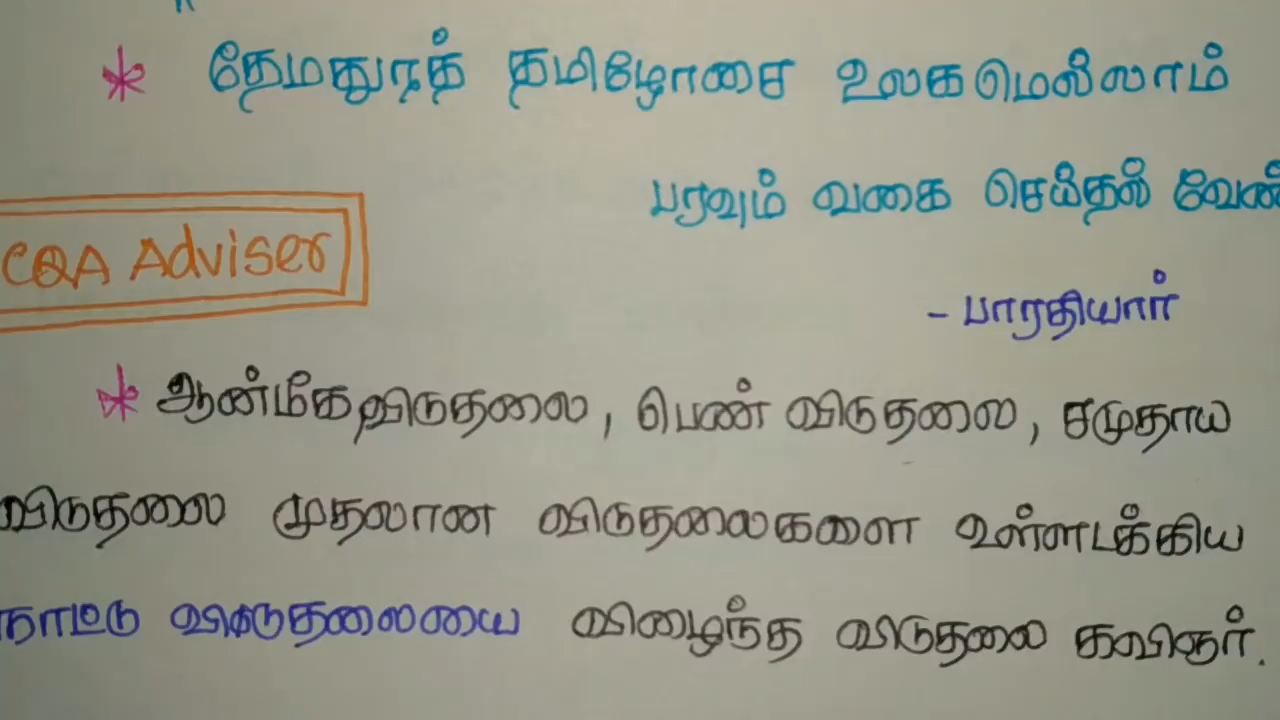 * தேமதுரத் தமிழோசை உலகமெல்லாம்
பரவும் வகை செய்தல்
CQA Adviser
- பாரதியார்
* ஆன்மீகவிடுதலை, பெண் விடுதலை, சமுதாய
விடுதலை முதலான விடுதலைகளை உள்ளடக்கிய
நாட்டு விடுதலையை விழைந்த விடுதலை கவிஞர்.